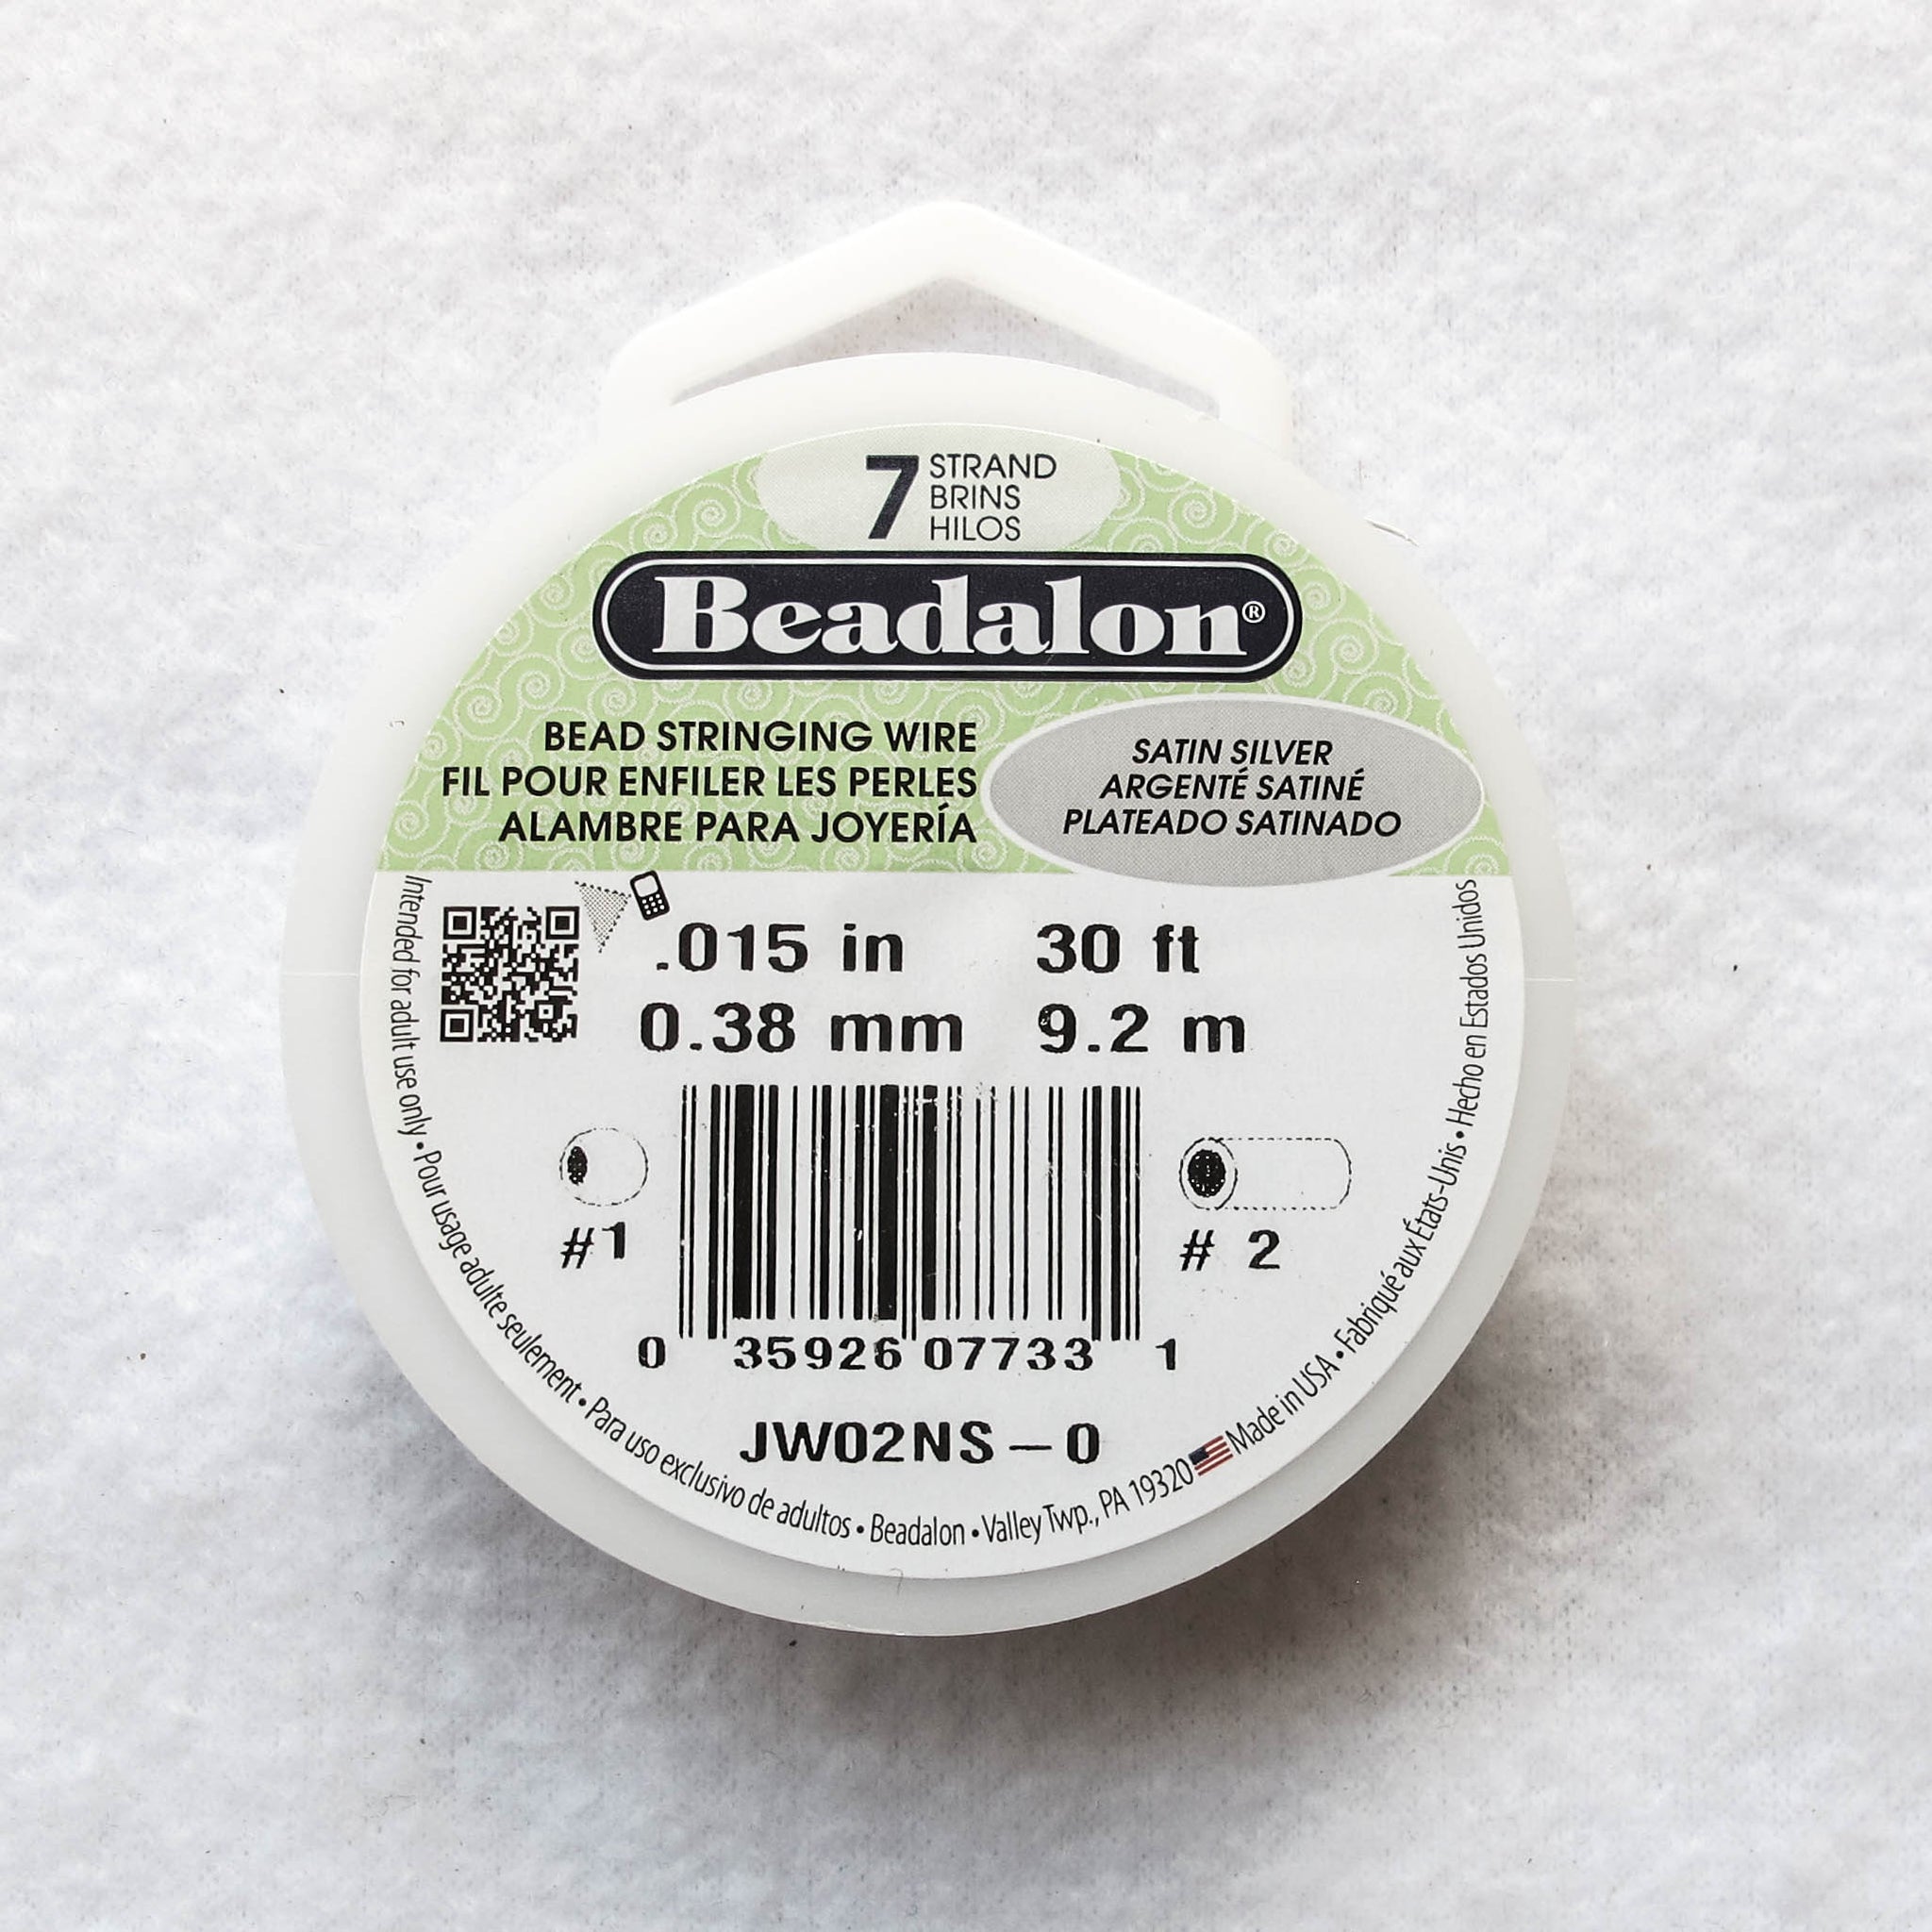 7 STRAND
BRINS
HILOS
Beadalon®
BEAD STRINGING WIRE
FIL POUR ENFILER LES PERLES
ALAMBRE PARA JOYERÍA
SATIN SILVER
ARGENTÉ SATINÉ
PLATEADO SATINADO
.015 in 30 ft
0.38 mm 9.2 m
#1
# 2
0 35926 07733 1
JW02NS-0
Intended for adult use only • Pour usage adulte seulement • Para uso exclusivo de adultos • Beadalon • Valley Twp., PA 19320 Made in USA • Fabriqué aux États-Unis • Hecho en Estados Unidos